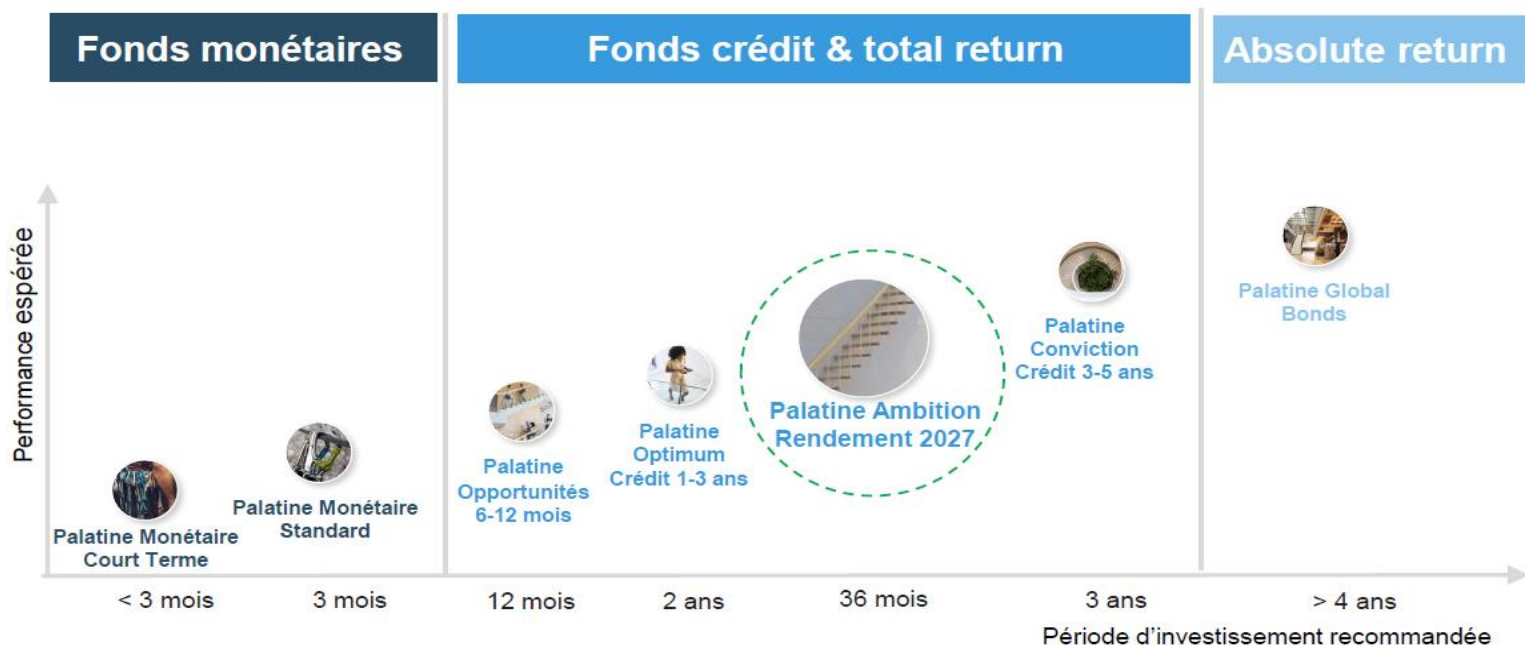 Fonds monétaires
Fonds crédit & total return
Absolute return
Performance espérée
Palatine Monétaire
Court Terme
Palatine Monétaire
Standard
Palatine
Opportunités
6-12 mois
Palatine
Optimum
Crédit 1-3 ans
Palatine Ambition
Rendement 2027
Palatine
Conviction
Crédit 3-5 ans
Palatine Global
Bonds
< 3 mois
3 mois
12 mois
2 ans
36 mois
3 ans
> 4 ans
Période d’investissement recommandée